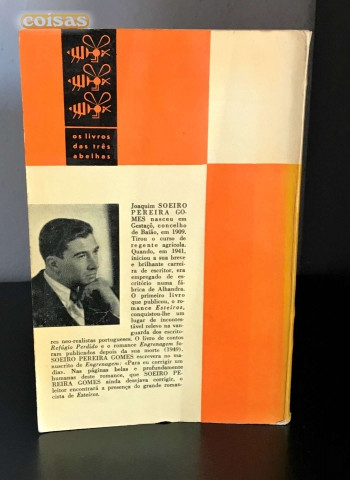 coisas
os livros
das três
abelhas
Joaquim SOEIRO
PEREIRA GO-
MES nasceu em
Gestaçô, concelho
de Baião, em 1909.
Tirou o curso de
regente agrícola.
Quando, em 1941,
iniciou a sua breve
e brilhante carrei-
ra de escritor, era
empregado de es-
critório numa fá-
brica de Alhandra.
O primeiro livro
que publicou, o ro-
mance Esteiros,
conquistou-lhe um
lugar de incontes-
tável relevo na van-
guarda dos escrito-
res neo-realistas portugueses. O livro de contos
Refúgio Perdido e o romance Engrenagem fo-
ram publicados depois da sua morte (1949).
SOEIRO PEREIRA GOMES escrevera no ma-
nuscrito de Engrenagem: «Para eu corrigir um
dia». Nas páginas belas e profundamente
humanas deste romance, que SOEIRO PE-
REIRA GOMES ainda desejava corrigir, o
leitor encontrará a presença do grande roman-
cista de Esteiros.